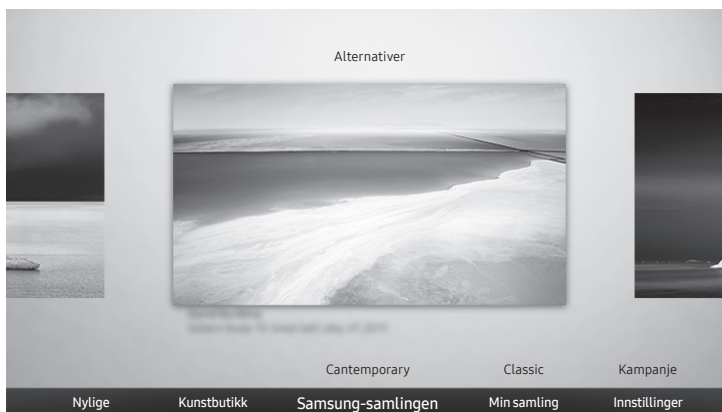 Alternativer
Cantemporary Classic Kampanje
Nylige Kunstbutikk Samsung-samlingen Min samling Innstillinger